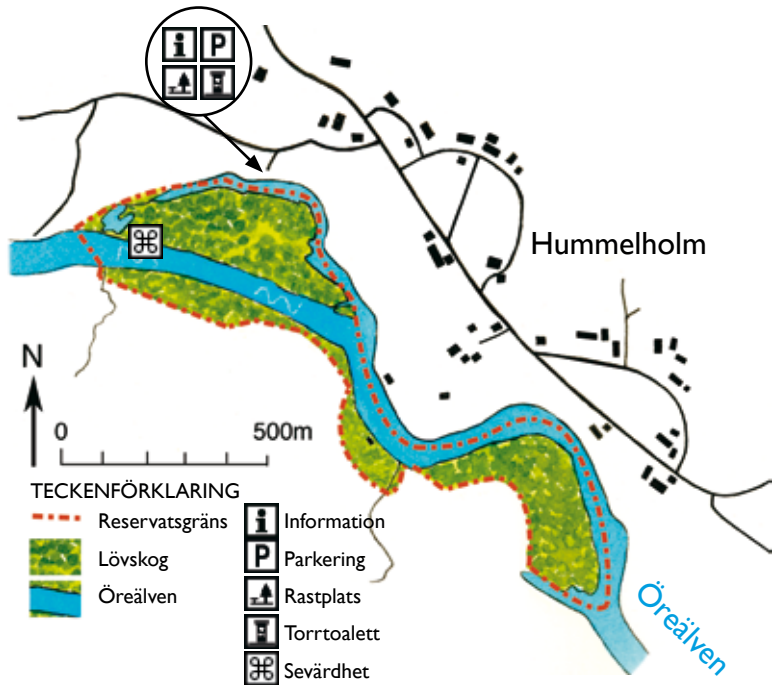 i P
Hummelholm
N
0 500m
TECKENFÖRKLARING
Reservatsgräns
Lövskog
Öreälven
i Information
P Parkering
Rastplats
Torrtoalett
Sevärdhet
Öreälven